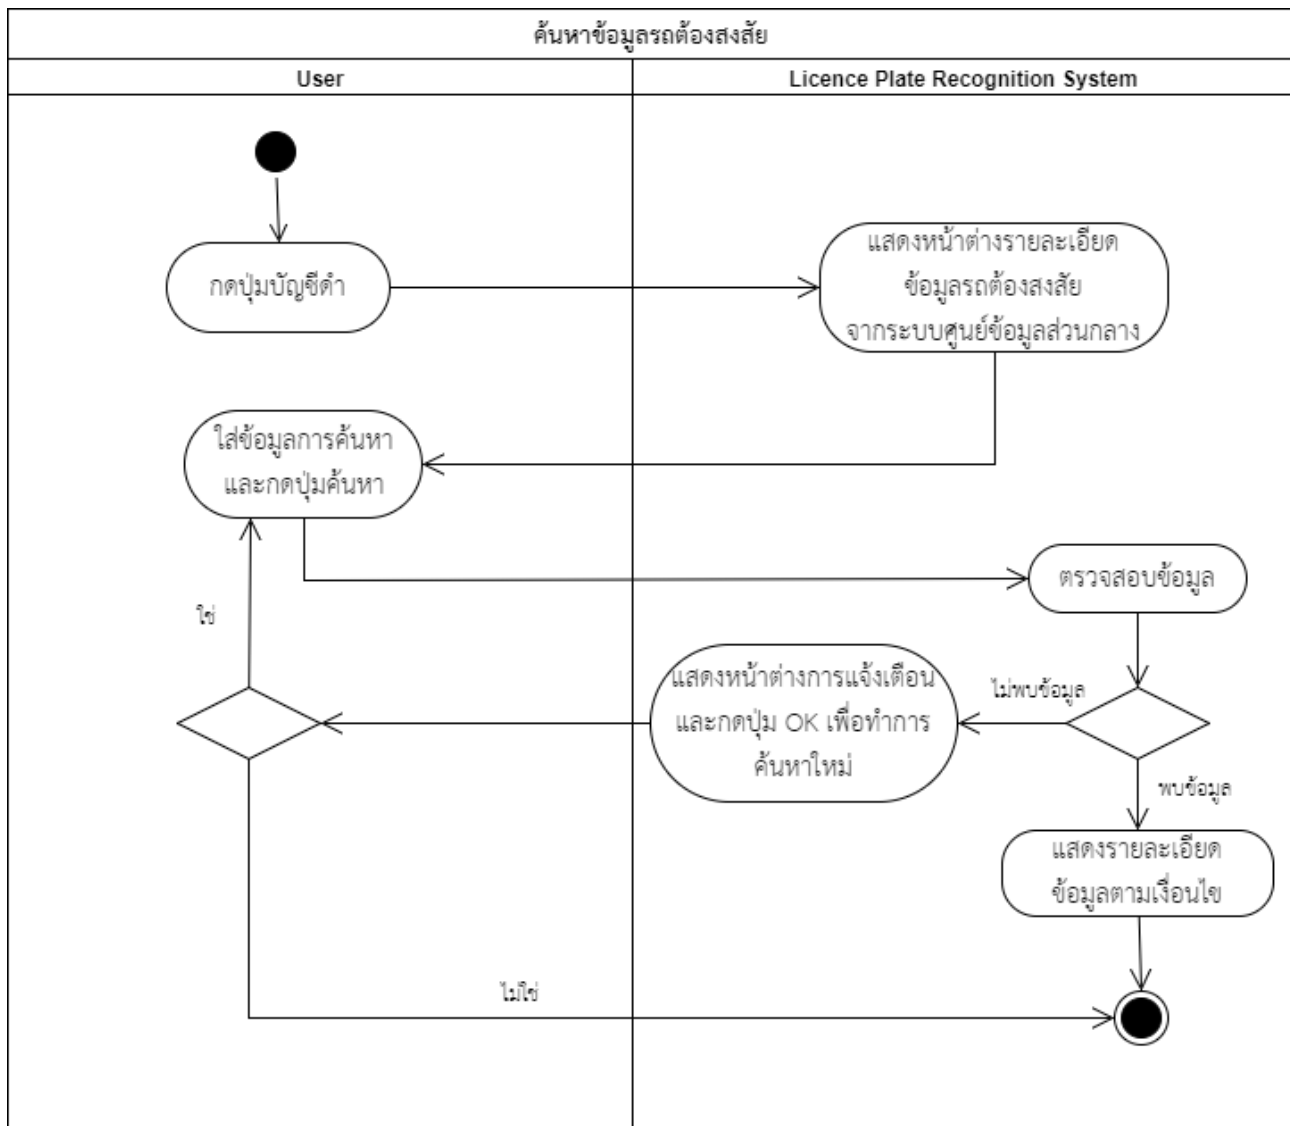 ค้นหาข้อมูลรถต้องสงสัย
User
Licence Plate Recognition System
กดปุ่มบัญชีดำ
แสดงหน้าต่างรายละเอียด
ข้อมูลรถต้องสงสัย
จากระบบศูนย์ข้อมูลส่วนกลาง
ใส่ข้อมูลการค้นหา
และกดปุ่มค้นหา
ตรวจสอบข้อมูล
ใช่
แสดงหน้าต่างการแจ้งเตือน
และกดปุ่ม OK เพื่อทำการ
ค้นหาใหม่
ไม่พบข้อมูล
พบข้อมูล
แสดงรายละเอียด
ข้อมูลตามเงื่อนไข
ไม่ใช่